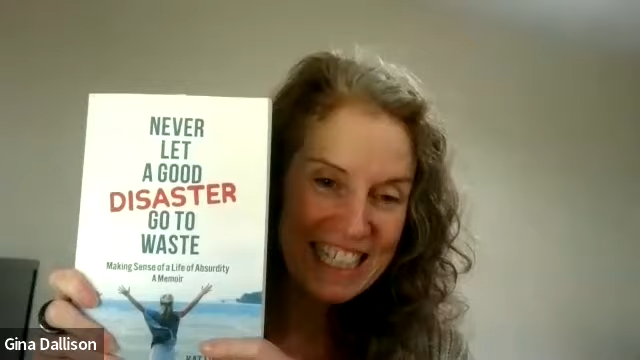 NEVER
LET
A GOOD
DISASTER
GO TO
WASTE
Making Sense of a Life of Absurdity
A Memoir
Gina Dallison